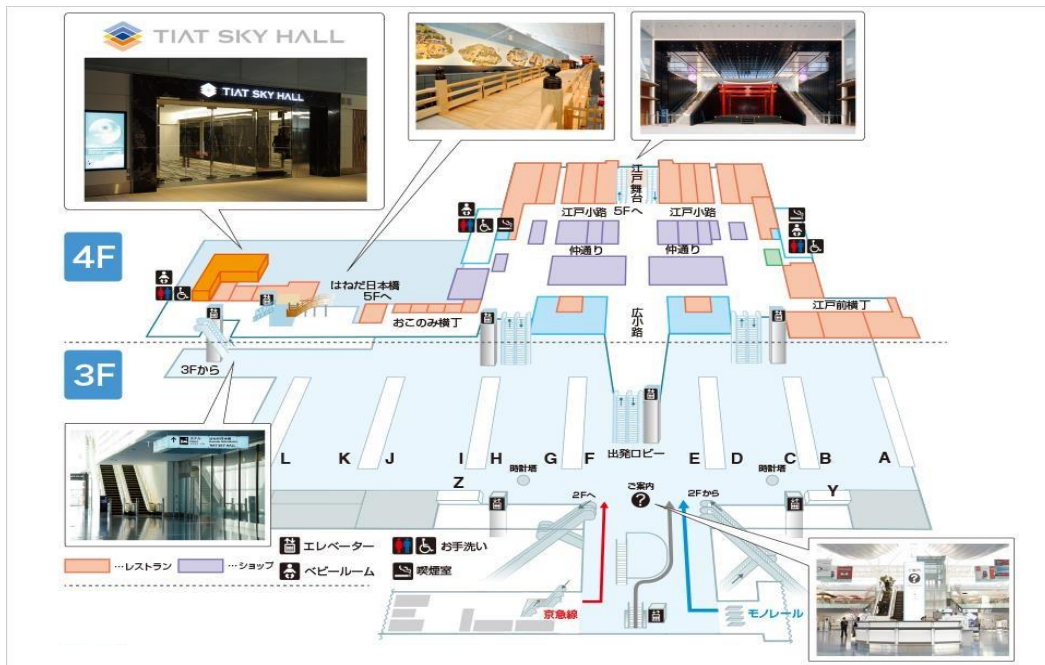 TIAT SKY HALL
TIAT SKY HALL
4F
江戸舞台
5Fへ
江戸小路
江戸小路
仲通り
仲通り
はねだ日本橋
5Fへ
おこのみ横丁
広小路
江戸前横丁
3F
3Fから
L
K
J
I
H
G
F
E
D
C
B
A
出発ロビー
時計塔
時計塔
Z
Y
2Fへ
ご案内
?
2Fから
エレベーター
お手洗い
ベビールーム
喫煙室
…レストラン
…ショップ
京急線
モノレール
ご案内
?